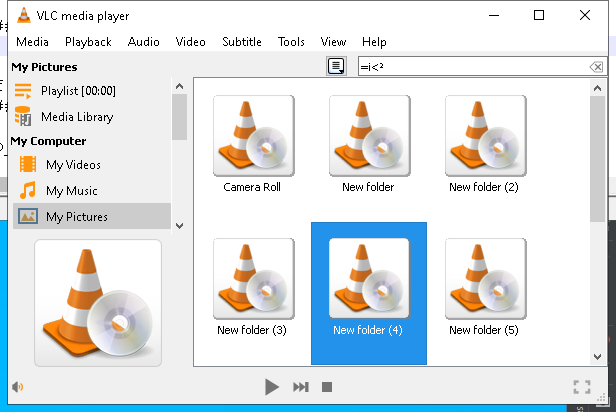 VLC media player
Media Playback Audio Video Subtitle Tools View Help
My Pictures
=i<²
Playlist [00:00]
Media Library
My Computer
My Videos
My Music
My Pictures
Camera Roll
New folder
New folder (2)
New folder (3)
New folder (4)
New folder (5)